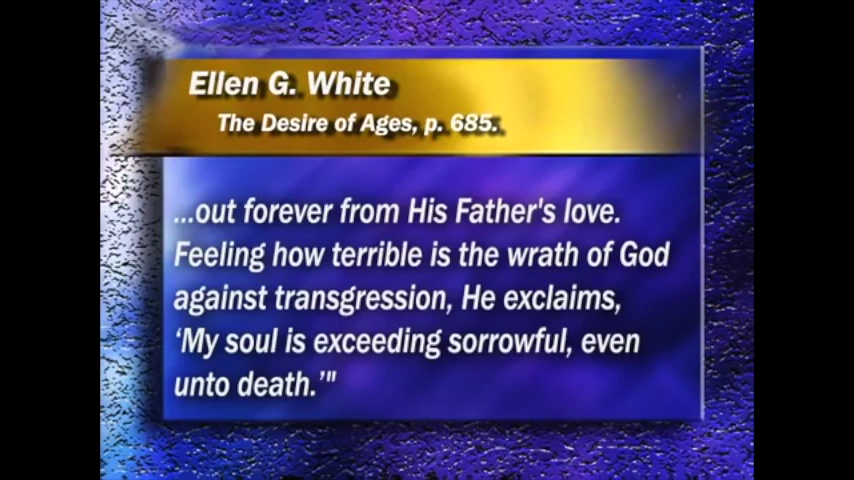 Ellen G. White
The Desire of Ages, p. 685.
...out forever from His Father's love.
Feeling how terrible is the wrath of God
against transgression, He exclaims,
‘My soul is exceeding sorrowful, even
unto death.’"